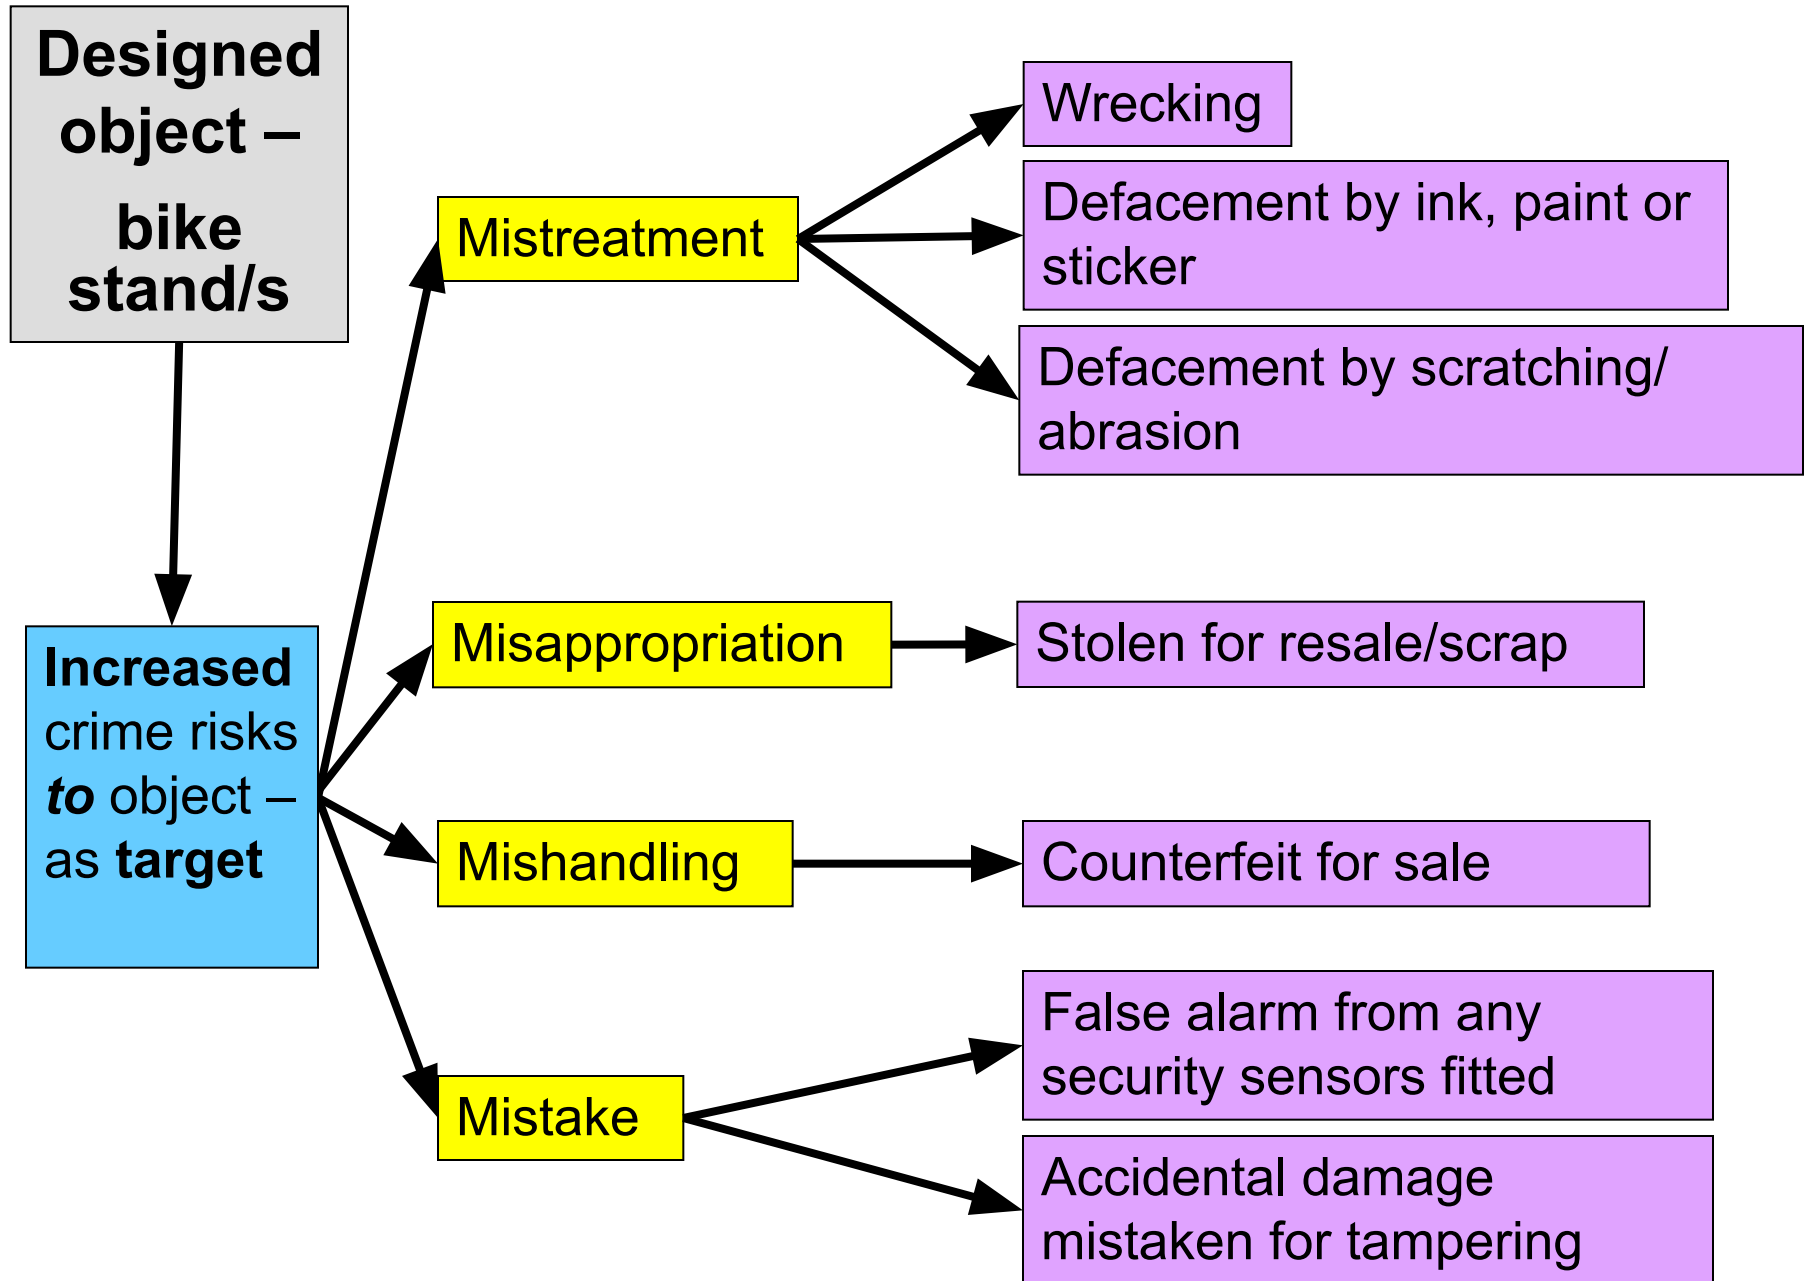 Designed
object –
bike
stand/s
Increased
crime risks
to object –
as target
Mistreatment
Wrecking
Defacement by ink, paint or
sticker
Defacement by scratching/
abrasion
Misappropriation
Stolen for resale/scrap
Mishandling
Counterfeit for sale
Mistake
False alarm from any
security sensors fitted
Accidental damage
mistaken for tampering